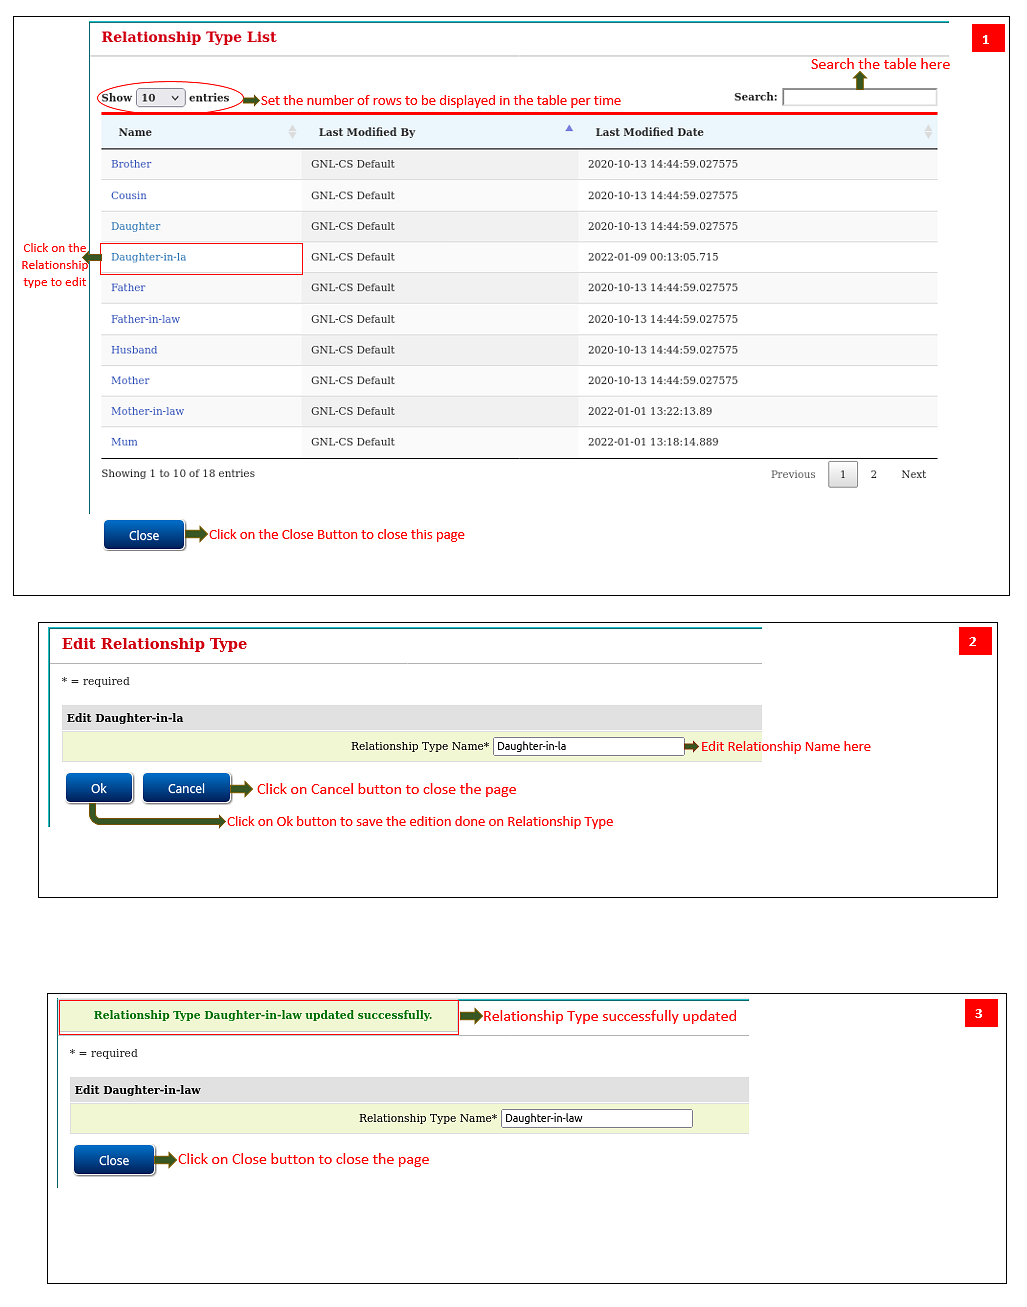 Relationship Type List
1
Search the table here
Show 10 entries
Set the number of rows to be displayed in the table per time
Search:
Name Last Modified By Last Modified Date
Brother GNL-CS Default 2020-10-13 14:44:59.027575
Cousin GNL-CS Default 2020-10-13 14:44:59.027575
Daughter GNL-CS Default 2020-10-13 14:44:59.027575
Click on the
Relationship
type to edit
Daughter-in-la GNL-CS Default 2022-01-09 00:13:05.715
Father GNL-CS Default 2020-10-13 14:44:59.027575
Father-in-law GNL-CS Default 2020-10-13 14:44:59.027575
Husband GNL-CS Default 2020-10-13 14:44:59.027575
Mother GNL-CS Default 2020-10-13 14:44:59.027575
Mother-in-law GNL-CS Default 2022-01-01 13:22:13.89
Mum GNL-CS Default 2022-01-01 13:18:14.889
Showing 1 to 10 of 18 entries
Previous 1 2 Next
Close
Click on the Close Button to close this page
Edit Relationship Type
2
* = required
Edit Daughter-in-la
Relationship Type Name* Daughter-in-la
Edit Relationship Name here
Ok Cancel
Click on Cancel button to close the page
Click on Ok button to save the edition done on Relationship Type
Relationship Type Daughter-in-law updated successfully.
Relationship Type successfully updated
3
* = required
Edit Daughter-in-law
Relationship Type Name* Daughter-in-law
Close
Click on Close button to close the page